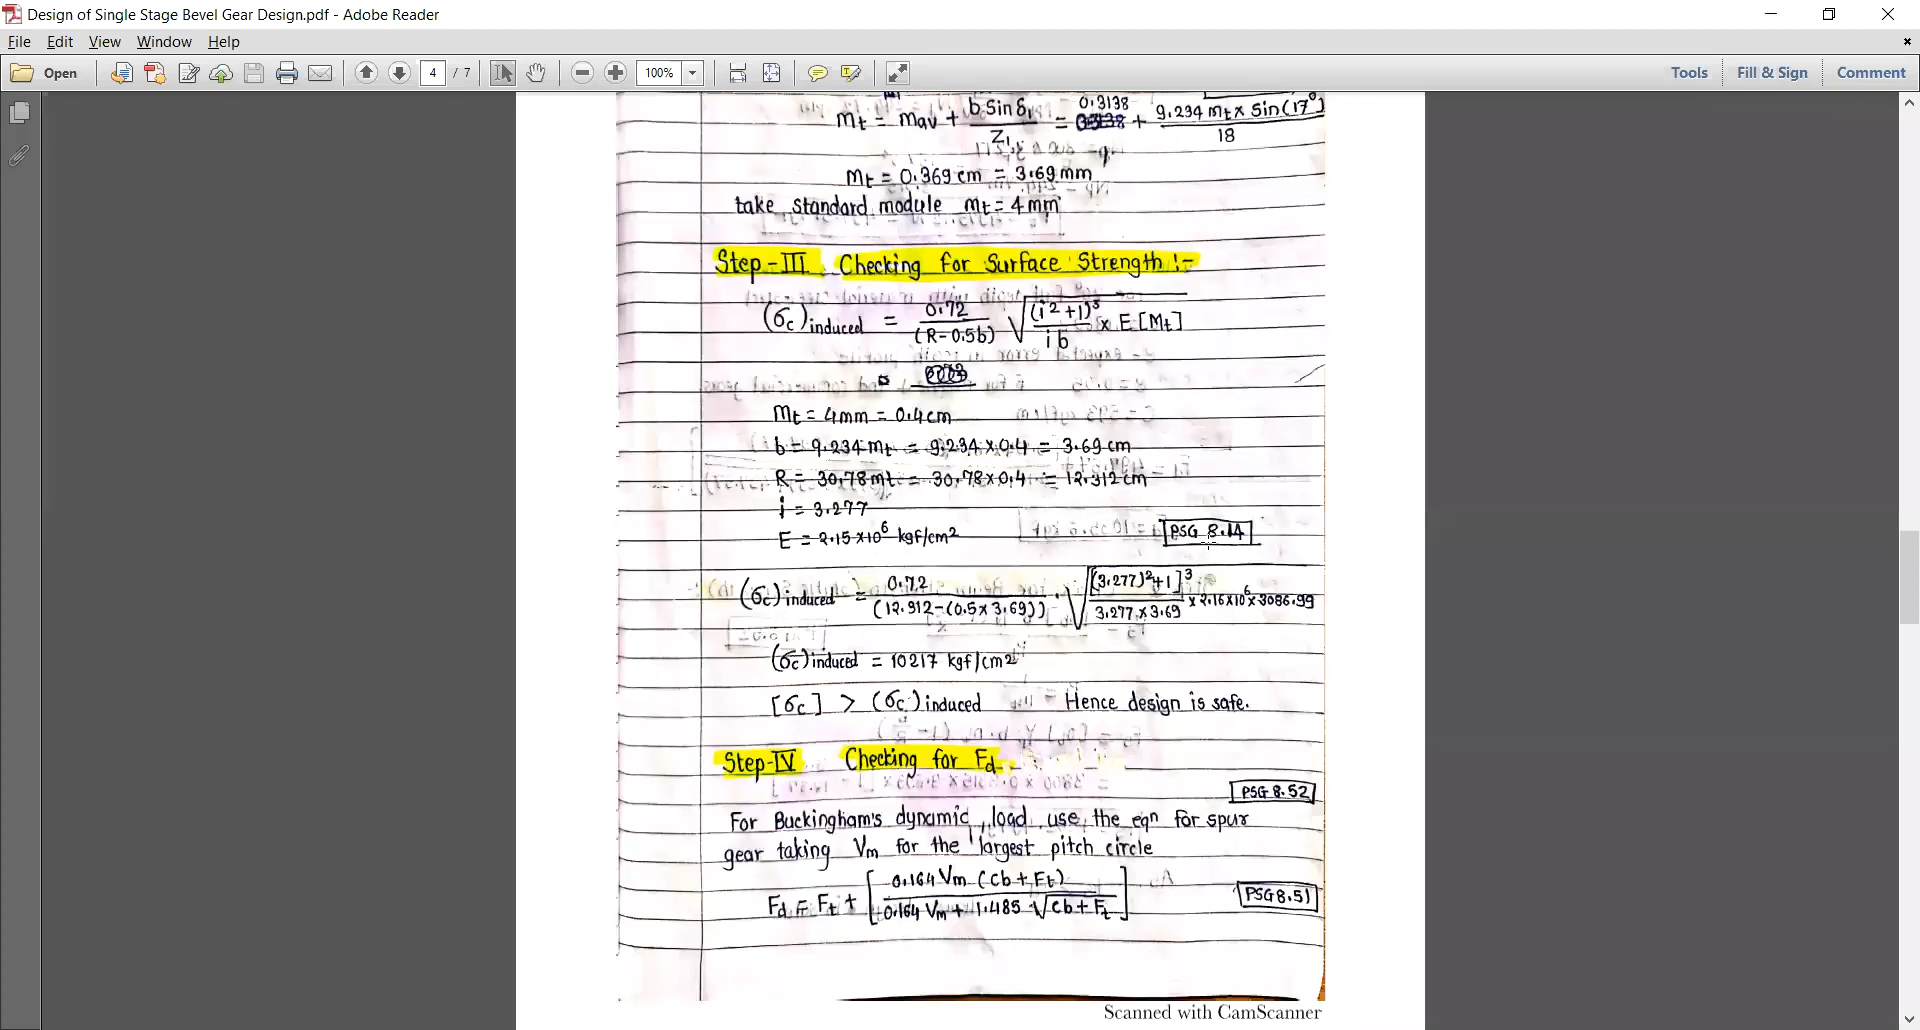 Design of Single Stage Bevel Gear Design.pdf - Adobe Reader
File Edit View Window Help
Open 4 / 7 100% Tools Fill & Sign Comment
mt = mav + b Sin δ1 / Z1 = 0.3138 + 9.234 mt x Sin(17°) / 18
mt = 0.369 cm = 3.69 mm
take standard module mt = 4 mm
Step-III Checking for Surface Strength :-
(σc) induced = 0.72 / (R-0.5b) √((i²+1)³ / ib x E [Mt])
mt = 4mm = 0.4 cm
b = 9.234 mt = 9.234 x 0.4 = 3.69 cm
R = 30.78 mt = 30.78 x 0.4 = 12.312 cm
i = 3.277
E = 2.15 x 10⁶ kgf/cm² PSG 8.14
(σc) induced = 0.72 / (12.312-(0.5 x 3.69)) . √([(3.277)²+1]³ / 3.277 x 3.69 x 2.15x10⁶ x 3086.99
(σc) induced = 10217 kgf/cm²
[σc] > (σc) induced Hence design is safe.
Step-IV Checking for Fd
PSG 8.52
For Buckingham's dynamic load use the eqn for spur
gear taking Vm for the largest pitch circle
Fd = Ft + [0.164 Vm (Cb + Ft) / 0.164 Vm + 1.485 √(Cb + Ft)] PSG 8.51
Scanned with CamScanner